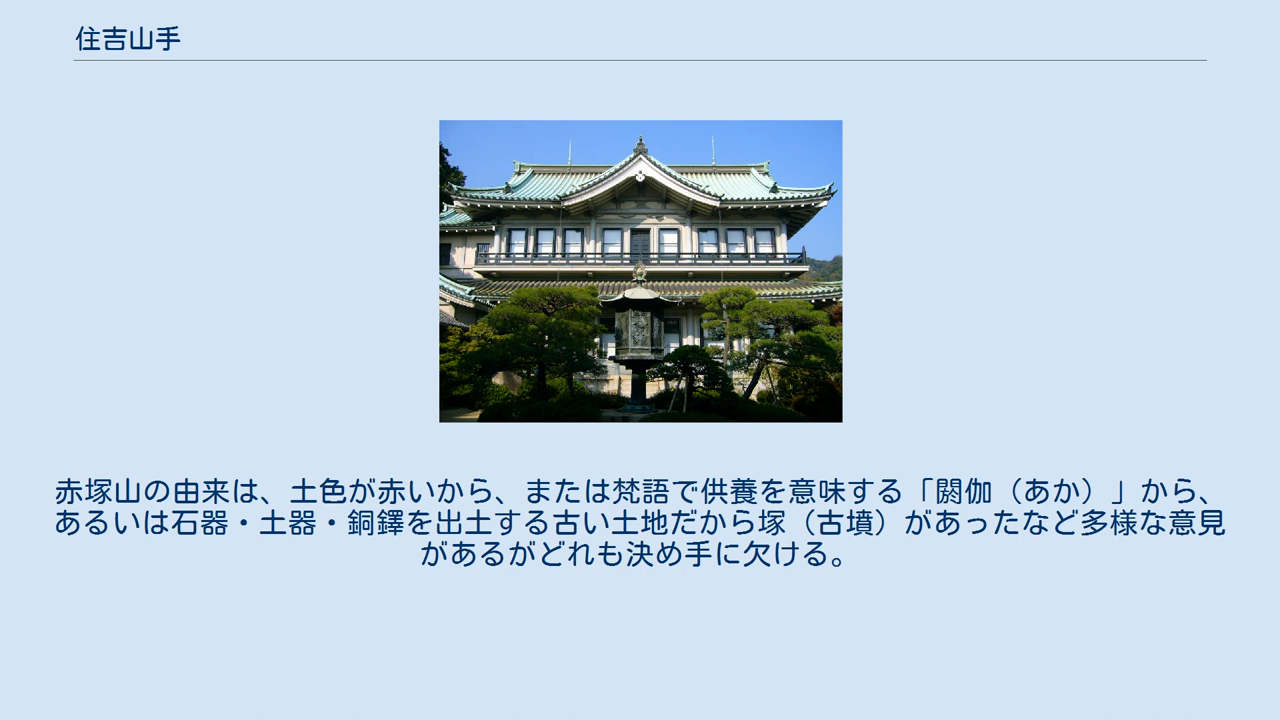 住吉山手
赤塚山の由来は、土色が赤いから、または梵語で供養を意味する「閼伽（あか）」から、
あるいは石器・土器・銅鐸を出土する古い土地だから塚（古墳）があったなど多様な意見
があるがどれも決め手に欠ける。